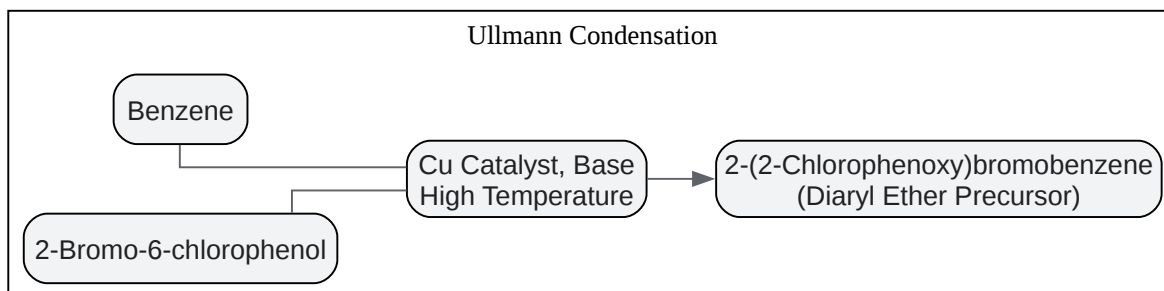 Ullmann Condensation
Benzene
Cu Catalyst, Base
High Temperature
2-(2-Chlorophenoxy)bromobenzene
(Diaryl Ether Precursor)
2-Bromo-6-chlorophenol